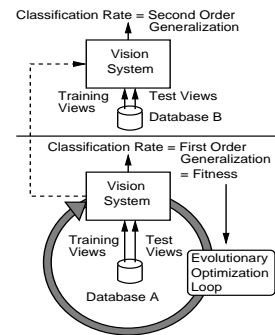 Classification Rate = Second Order
Generalization
Vision
System
Training
Views
Test Views
Database B
Classification Rate = First Order
Generalization
= Fitness
Vision
System
Training
Views
Test
Views
Database A
Evolutionary
Optimization
Loop